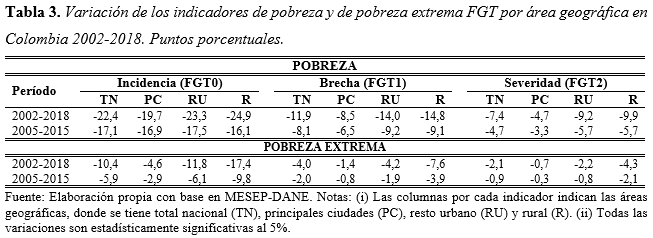 Tabla 3. Variación de los indicadores de pobreza y de pobreza extrema FGT por área geográfica en
Colombia 2002-2018. Puntos porcentuales.
POBREZA
Período Incidencia (FGT0) Brecha (FGT1) Severidad (FGT2)
TN PC RU R TN PC RU R TN PC RU R
2002-2018 -22,4 -19,7 -23,3 -24,9 -11,9 -8,5 -14,0 -14,8 -7,4 -4,7 -9,2 -9,9
2005-2015 -17,1 -16,9 -17,5 -16,1 -8,1 -6,5 -9,2 -9,1 -4,7 -3,3 -5,7 -5,7
POBREZA EXTREMA
2002-2018 -10,4 -4,6 -11,8 -17,4 -4,0 -1,4 -4,2 -7,6 -2,1 -0,7 -2,2 -4,3
2005-2015 -5,9 -2,9 -6,1 -9,8 -2,0 -0,8 -1,9 -3,9 -0,9 -0,3 -0,8 -2,1
Fuente: Elaboración propia con base en MESEP-DANE. Notas: (i) Las columnas por cada indicador indican las áreas
geográficas, donde se tiene total nacional (TN), principales ciudades (PC), resto urbano (RU) y rural (R). (ii) Todas las
variaciones son estadísticamente significativas al 5%.